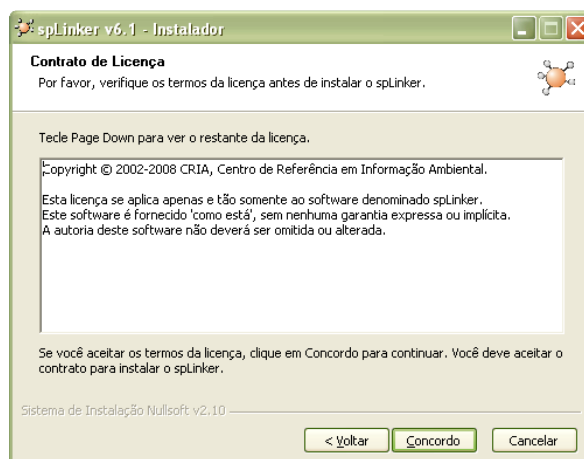 spLinker v6.1 - Instalador
Contrato de Licença
Por favor, verifique os termos da licença antes de instalar o spLinker.
Tecle Page Down para ver o restante da licença.
Copyright © 2002-2008 CRIA, Centro de Referência em Informação Ambiental.
Esta licença se aplica apenas e tão somente ao software denominado spLinker.
Este software é fornecido 'como está', sem nenhuma garantia expressa ou implícita.
A autoria deste software não deverá ser omitida ou alterada.
Se você aceitar os termos da licença, clique em Concordo para continuar. Você deve aceitar o
contrato para instalar o spLinker.
Sistema de Instalação Nullsoft v2.10
< Voltar Concordo Cancelar